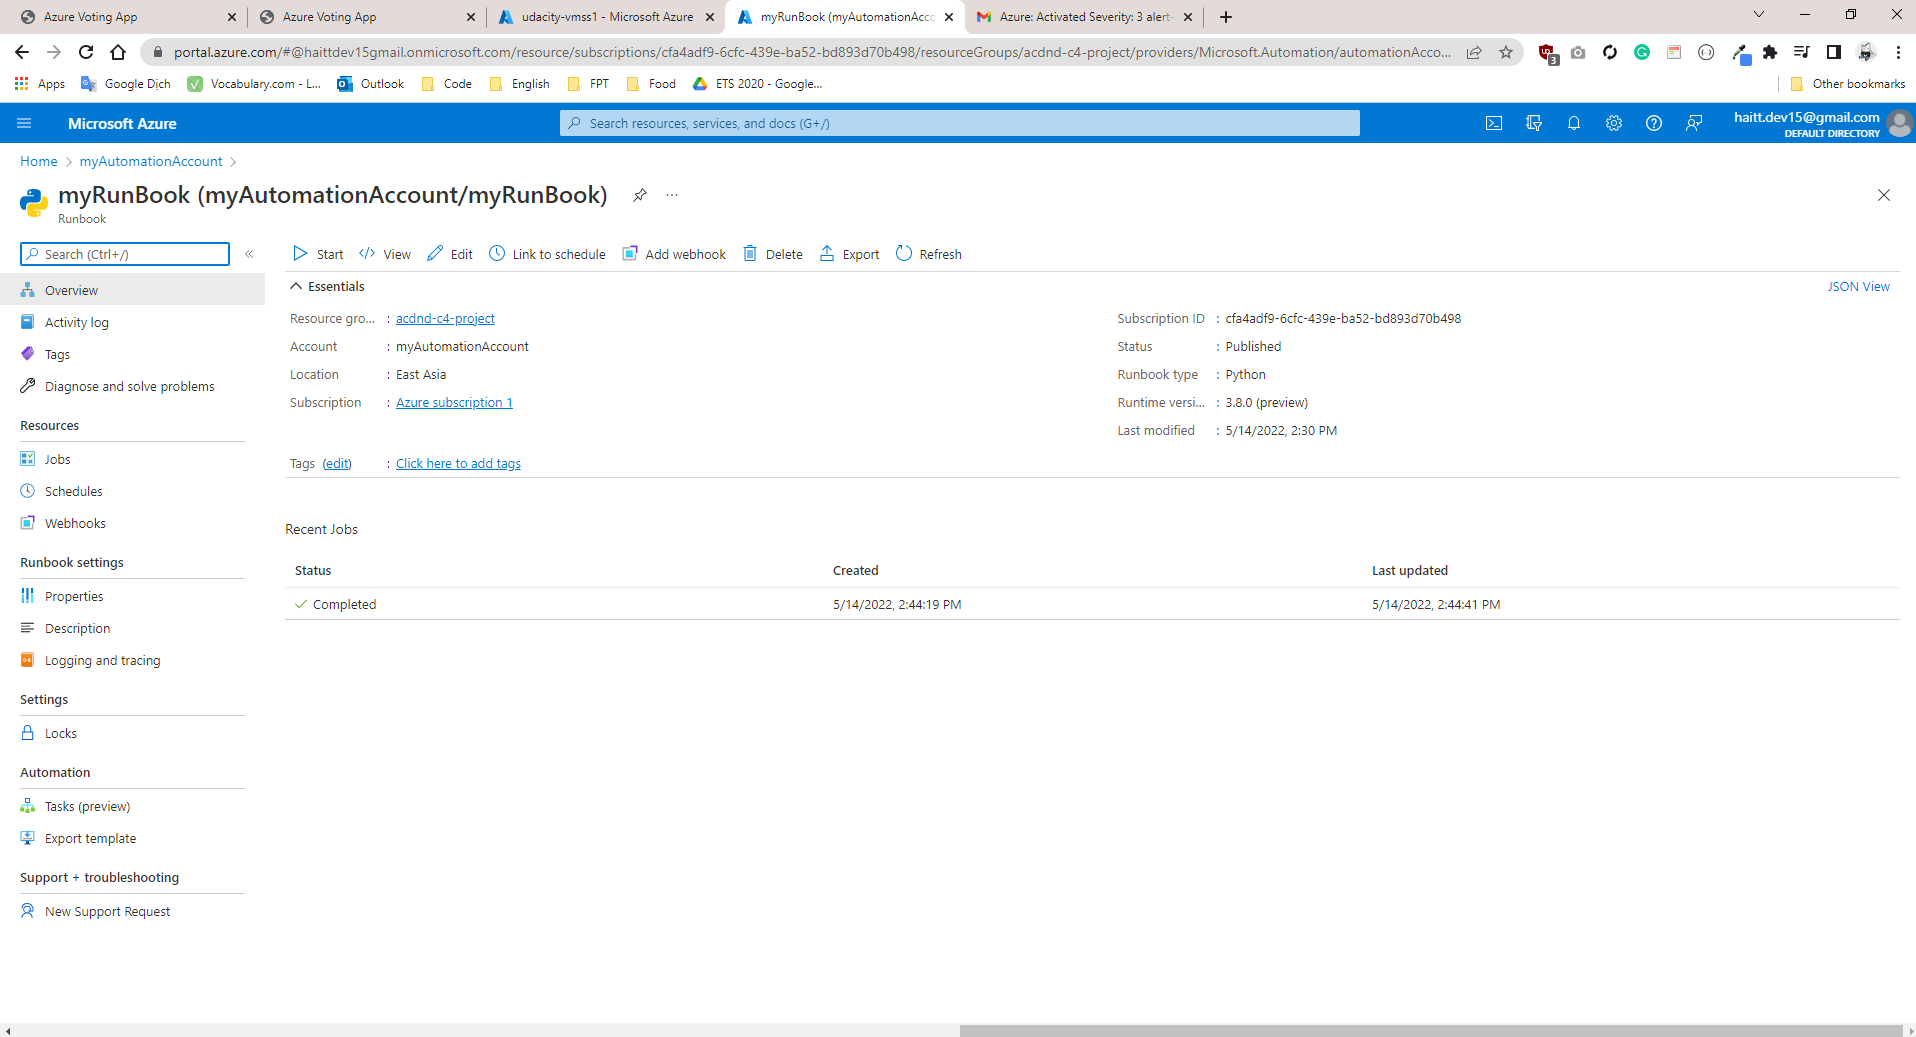 Azure Voting App
Azure Voting App
udacity-vmss1 - Microsoft Azure
myRunBook (myAutomationAcco
Azure: Activated Severity: 3 alert
portal.azure.com/#@haittdev15gmail.onmicrosoft.com/resource/subscriptions/cfa4adf9-6cfc-439e-ba52-bd893d70b498/resourceGroups/acdnd-c4-project/providers/Microsoft.Automation/automationAcco...
3
Apps
Google Dịch
Vocabulary.com - L...
Outlook
Code
English
FPT
Food
ETS 2020 - Google...
Other bookmarks
Microsoft Azure
Search resources, services, and docs (G+/)
haitt.dev15@gmail.com
DEFAULT DIRECTORY
Home > myAutomationAccount >
myRunBook (myAutomationAccount/myRunBook) ...
Runbook
Search (Ctrl+/) «
Start
View
Edit
Link to schedule
Add webhook
Delete
Export
Refresh
Overview
Activity log
Tags
Diagnose and solve problems
Resources
Jobs
Schedules
Webhooks
Runbook settings
Properties
Description
Logging and tracing
Settings
Locks
Automation
Tasks (preview)
Export template
Support + troubleshooting
New Support Request
Essentials
JSON View
Resource gro... : acdnd-c4-project
Account : myAutomationAccount
Location : East Asia
Subscription : Azure subscription 1
Subscription ID : cfa4adf9-6cfc-439e-ba52-bd893d70b498
Status : Published
Runbook type : Python
Runtime versi... : 3.8.0 (preview)
Last modified : 5/14/2022, 2:30 PM
Tags (edit) : Click here to add tags
Recent Jobs
Status Created Last updated
Completed 5/14/2022, 2:44:19 PM 5/14/2022, 2:44:41 PM